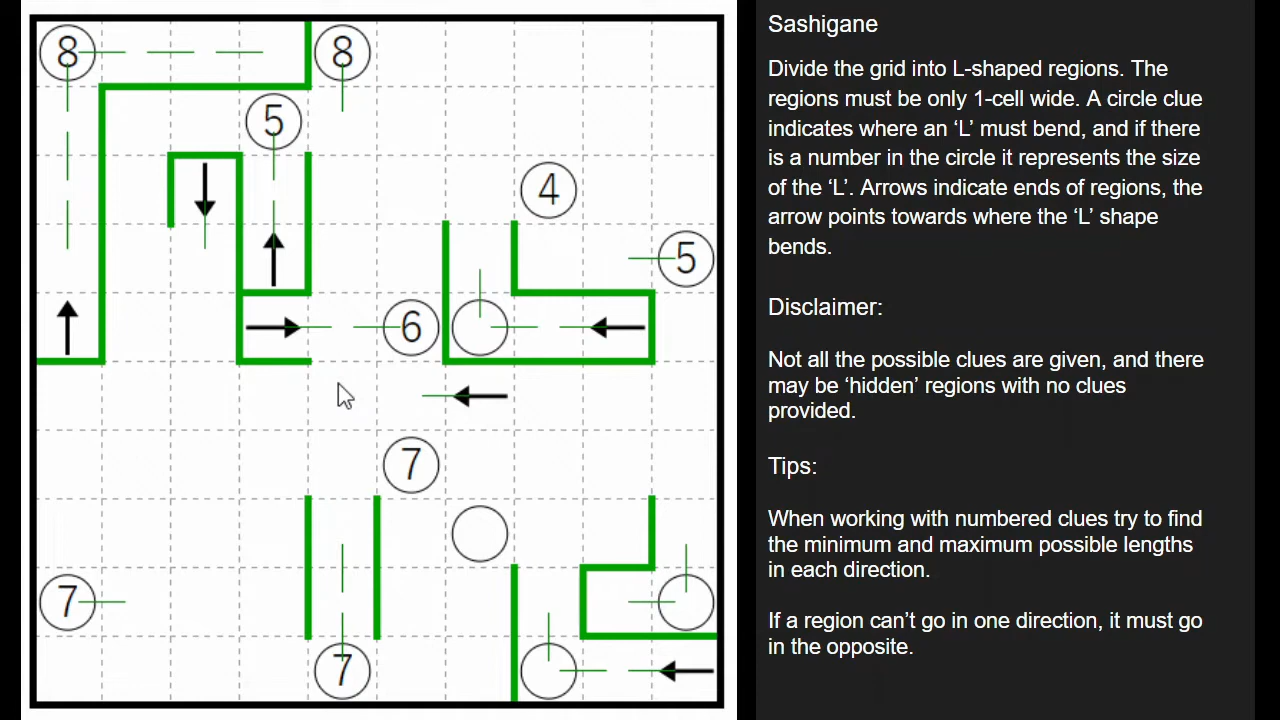 Sashigane
Divide the grid into L-shaped regions. The
regions must be only 1-cell wide. A circle clue
indicates where an ‘L’ must bend, and if there
is a number in the circle it represents the size
of the ‘L’. Arrows indicate ends of regions, the
arrow points towards where the ‘L’ shape
bends.
Disclaimer:
Not all the possible clues are given, and there
may be ‘hidden’ regions with no clues
provided.
Tips:
When working with numbered clues try to find
the minimum and maximum possible lengths
in each direction.
If a region can’t go in one direction, it must go
in the opposite.
8 8
5
4
5
6
7
7
7